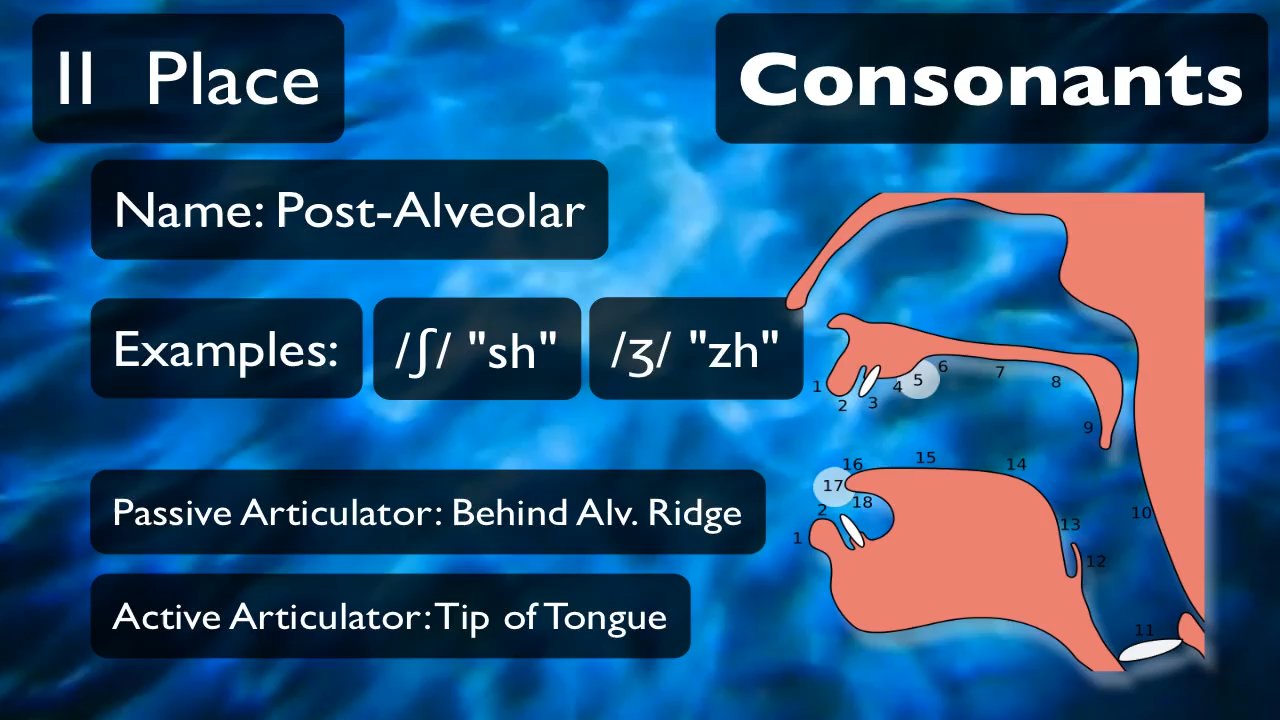 II Place
Consonants
Name: Post-Alveolar
Examples:
/ʃ/ "sh"
/ʒ/ "zh"
Passive Articulator: Behind Alv. Ridge
Active Articulator: Tip of Tongue
1
2
3
4
5
6
7
8
9
10
11
12
13
14
15
16
17
18
2
1